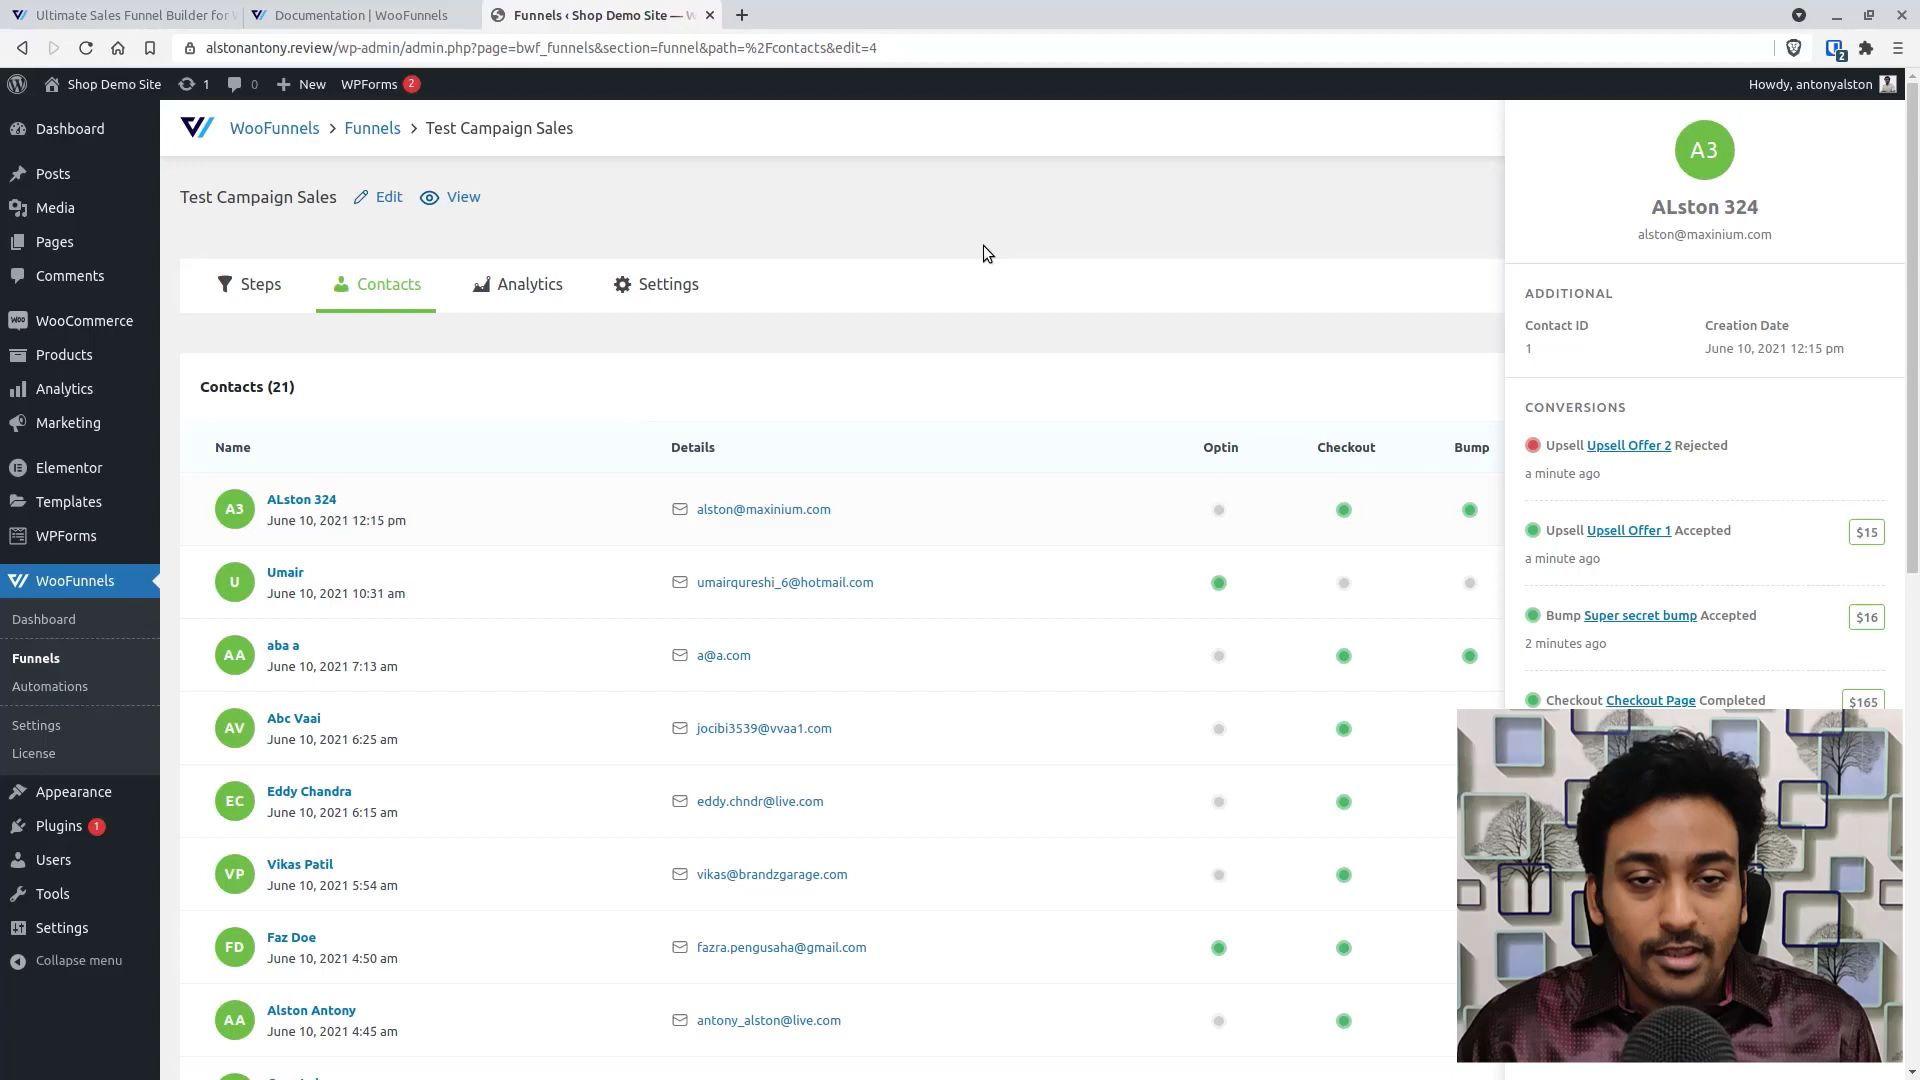 Ultimate Sales Funnel Builder for
Documentation | WooFunnels
Funnels ‹ Shop Demo Site —
alstonantony.review/wp-admin/admin.php?page=bwf_funnels&section=funnel&path=%2Fcontacts&edit=4
2
Shop Demo Site
1
0
New
WPForms 2
Howdy, antonyalston
Dashboard
Posts
Media
Pages
Comments
WooCommerce
Products
Analytics
Marketing
Elementor
Templates
WPForms
WooFunnels
Dashboard
Funnels
Automations
Settings
License
Appearance
Plugins 1
Users
Tools
Settings
Collapse menu
WooFunnels > Funnels > Test Campaign Sales
Test Campaign Sales Edit View
Steps Contacts Analytics Settings
Contacts (21)
Name Details Optin Checkout Bump
A3 ALston 324 alston@maxinium.com
June 10, 2021 12:15 pm
U Umair umairqureshi_6@hotmail.com
June 10, 2021 10:31 am
AA aba a a@a.com
June 10, 2021 7:13 am
AV Abc Vaai jocibi3539@vvaa1.com
June 10, 2021 6:25 am
EC Eddy Chandra eddy.chndr@live.com
June 10, 2021 6:15 am
VP Vikas Patil vikas@brandzgarage.com
June 10, 2021 5:54 am
FD Faz Doe fazra.pengusaha@gmail.com
June 10, 2021 4:50 am
AA Alston Antony antony_alston@live.com
June 10, 2021 4:45 am
A3
ALston 324
alston@maxinium.com
ADDITIONAL
Contact ID Creation Date
1 June 10, 2021 12:15 pm
CONVERSIONS
Upsell Upsell Offer 2 Rejected
a minute ago
Upsell Upsell Offer 1 Accepted $15
a minute ago
Bump Super secret bump Accepted $16
2 minutes ago
Checkout Checkout Page Completed $165